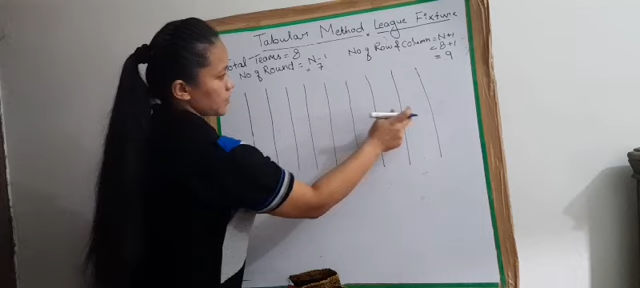 Tabular Method. League Fixture
Total Teams = 8
No of Round = N-1
= 7
No of Row & Column = N+1
= 8+1
= 9